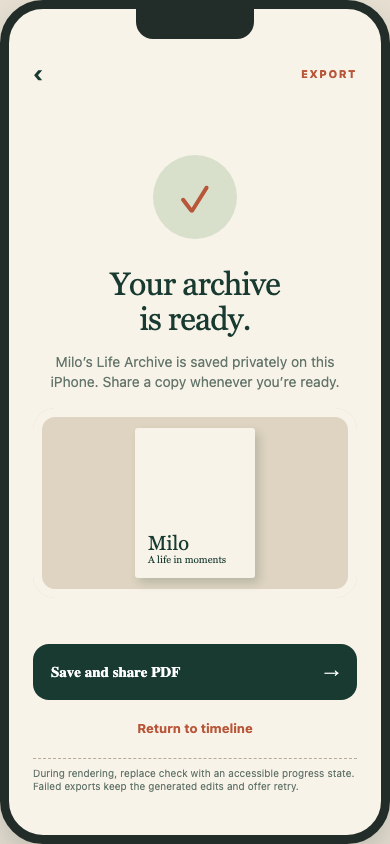 ‹
EXPORT
Your archive
is ready.
Milo’s Life Archive is saved privately on this
iPhone. Share a copy whenever you’re ready.
Milo
A life in moments
Save and share PDF →
Return to timeline
During rendering, replace check with an accessible progress state.
Failed exports keep the generated edits and offer retry.